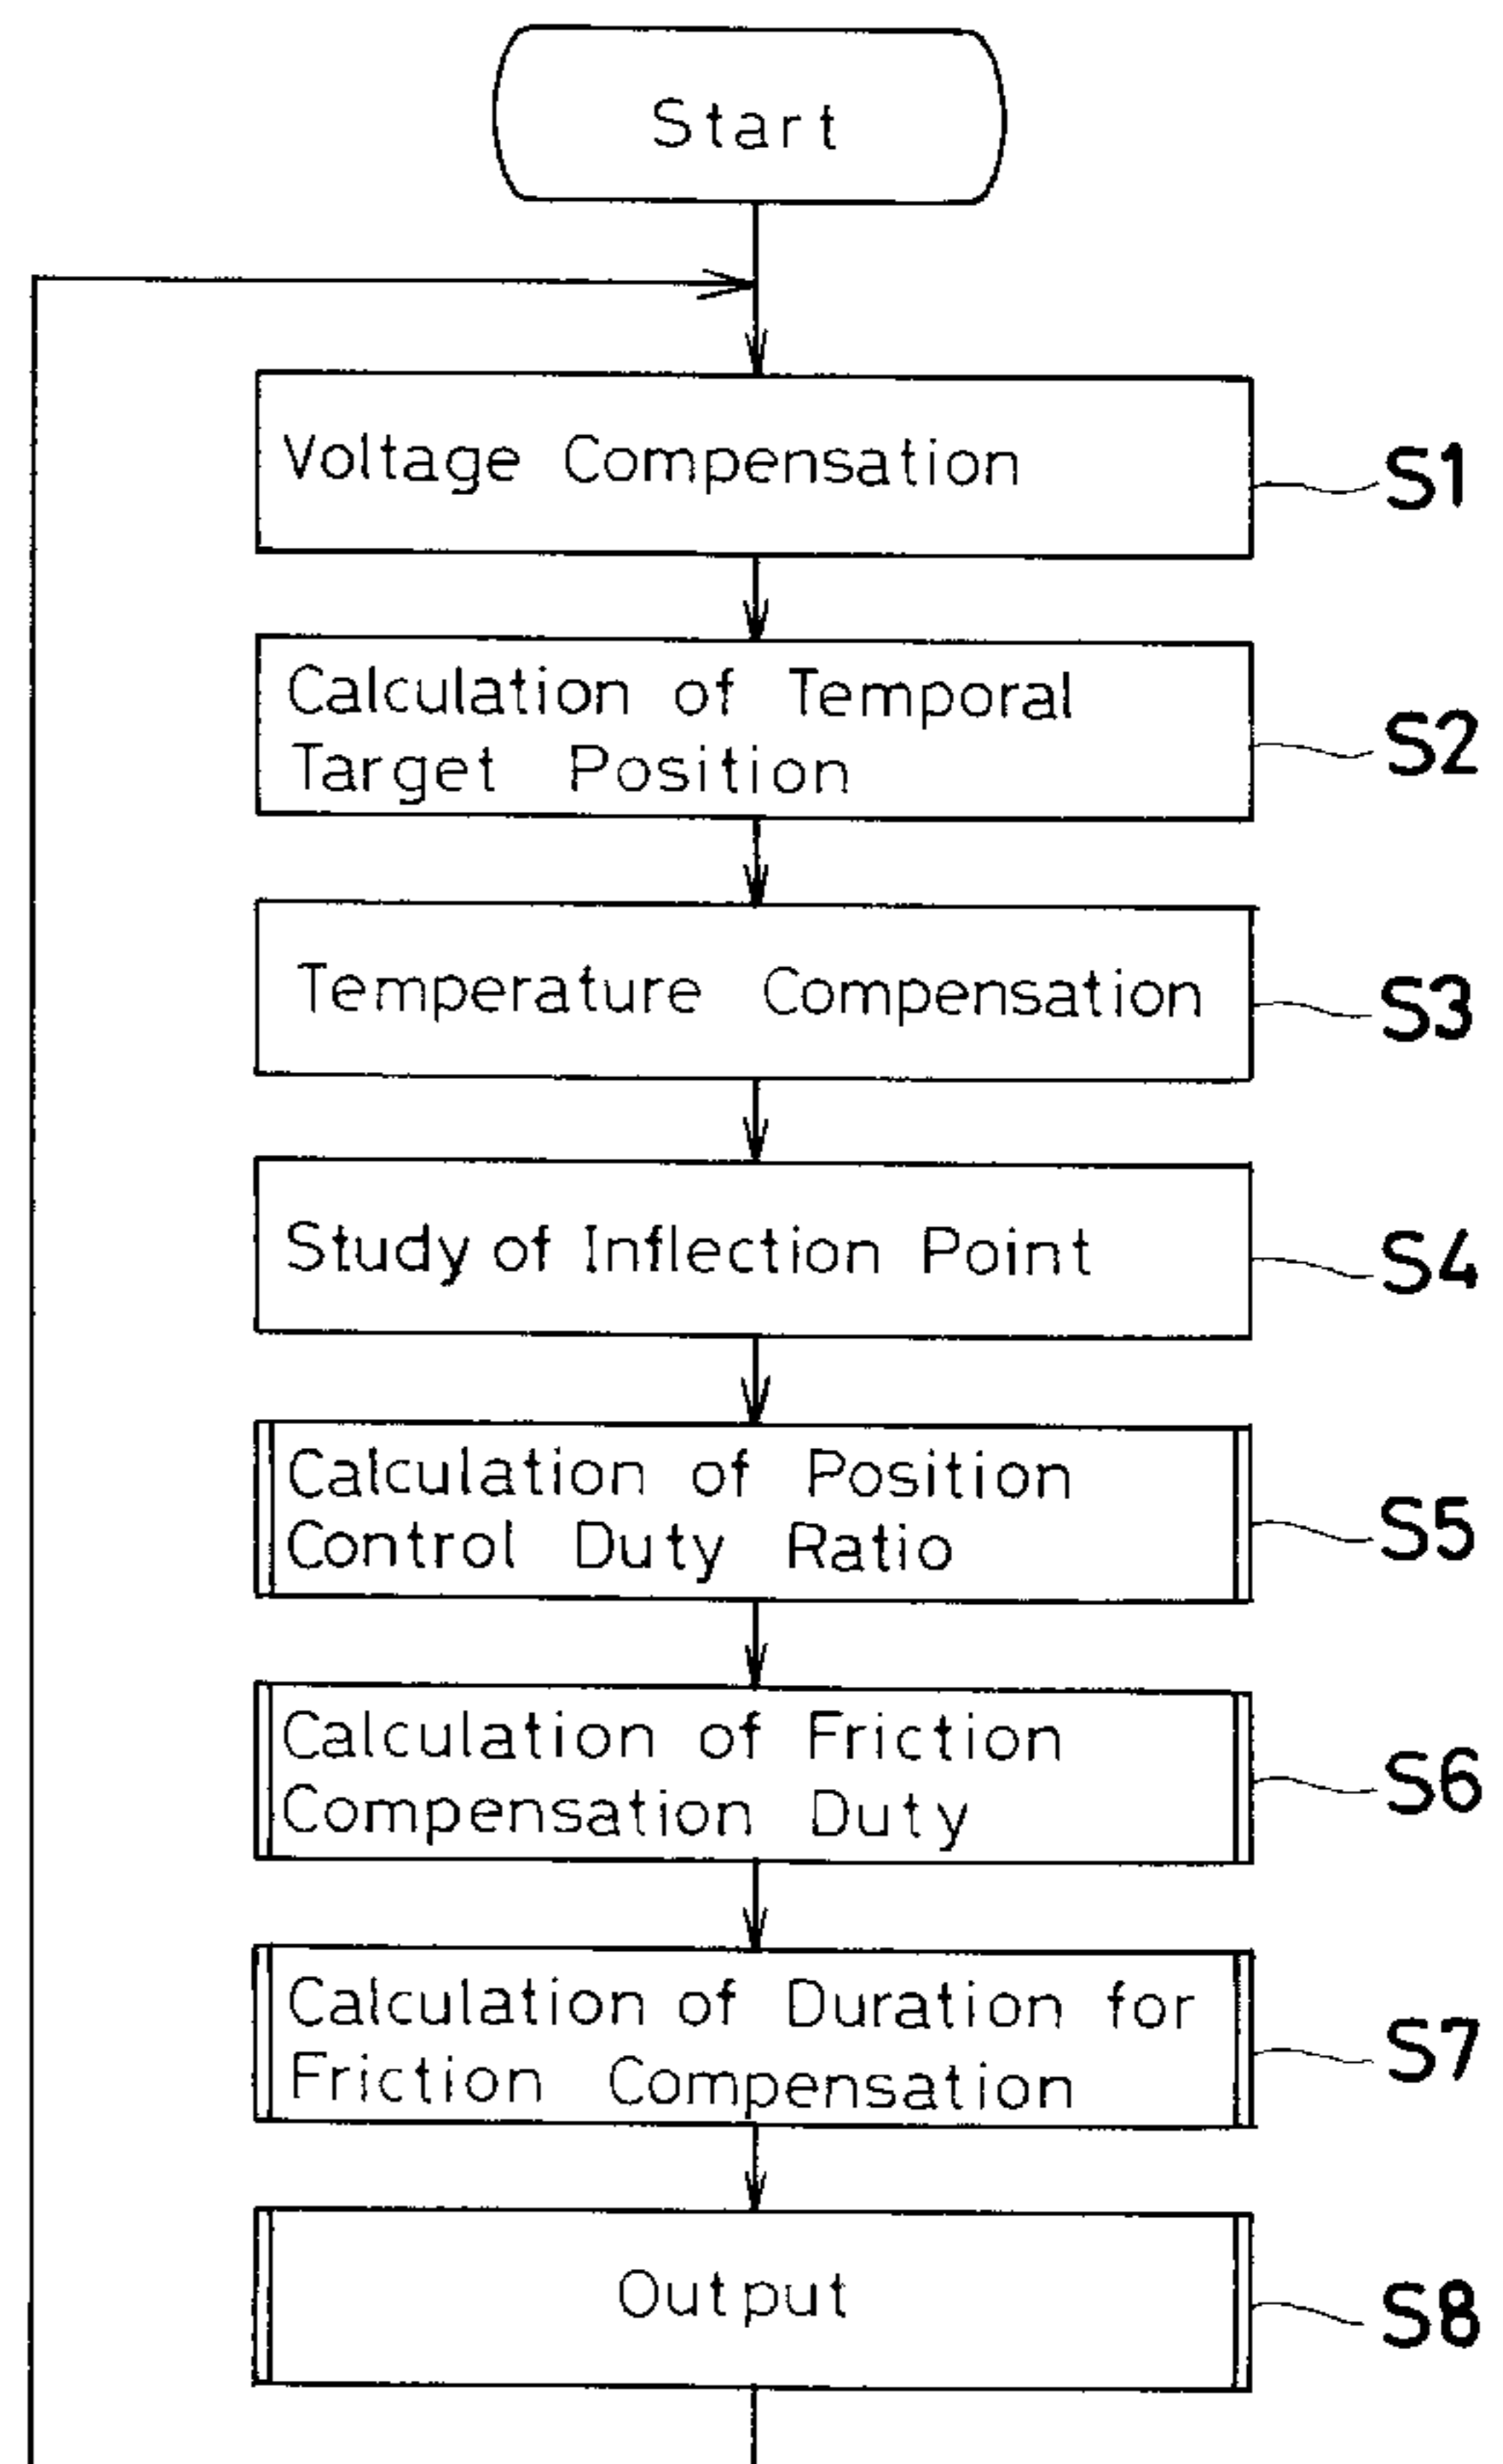 Start
Voltage Compensation
S1
Calculation of Temporal
Target Position
S2
Temperature Compensation
S3
Study of Inflection Point
S4
Calculation of Position
Control Duty Ratio
S5
Calculation of Friction
Compensation Duty
S6
Calculation of Duration for
Friction Compensation
S7
Output
S8